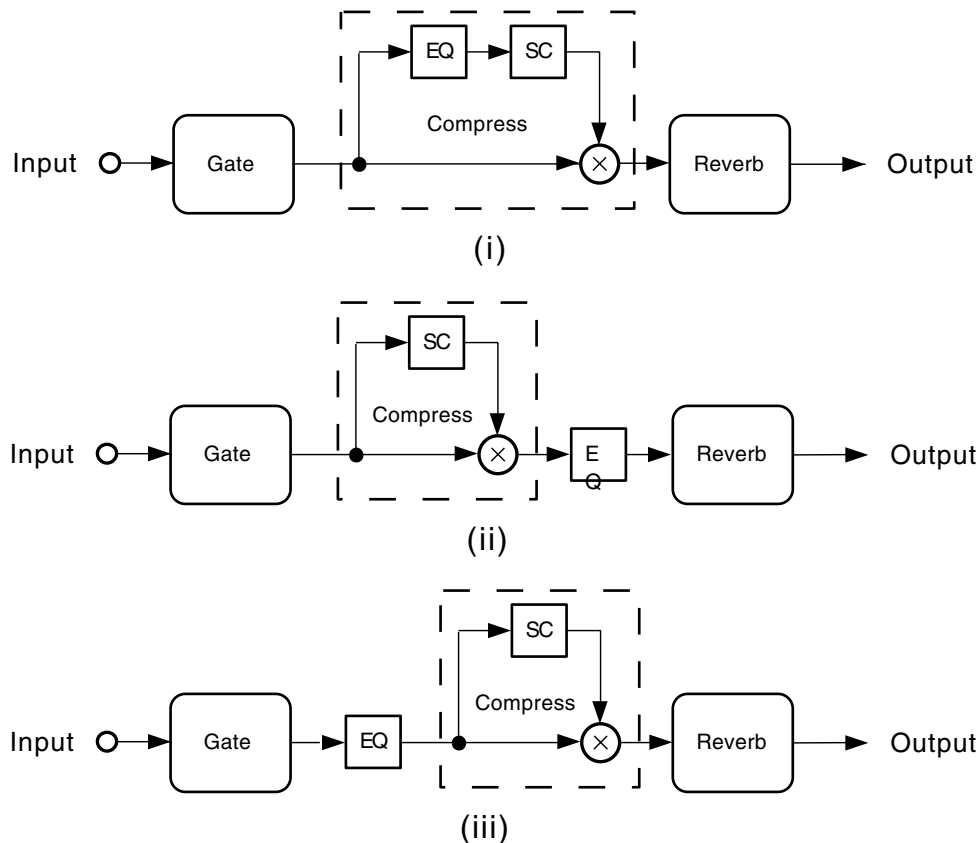 EQ SC
Compress
Input Gate × Reverb Output
(i)
SC
Compress
Input Gate × E Reverb Output
Q
(ii)
SC
Compress
Input Gate EQ × Reverb Output
(iii)